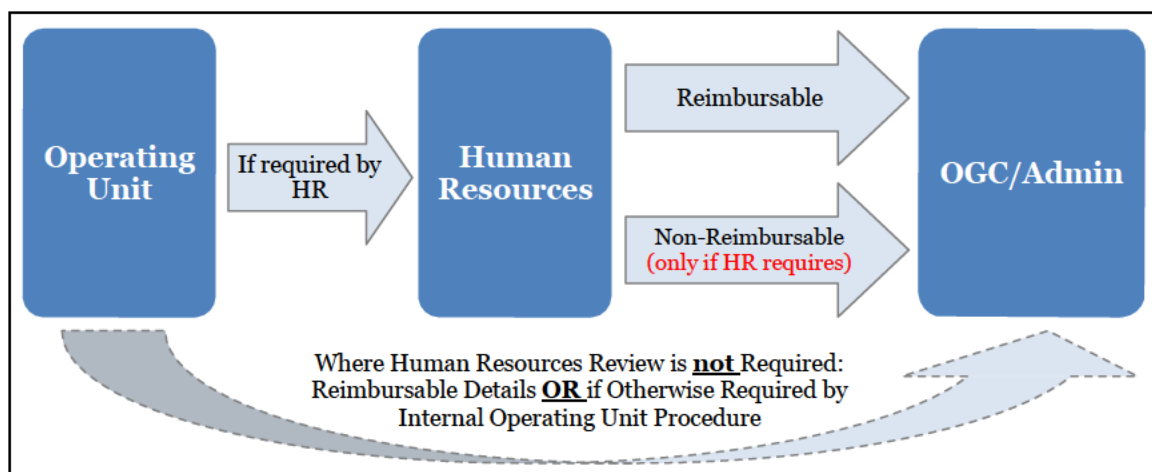 Operating
Unit
If required by
HR
Human
Resources
Reimbursable
Non-Reimbursable
(only if HR requires)
OGC/Admin
Where Human Resources Review is not Required:
Reimbursable Details OR if Otherwise Required by
Internal Operating Unit Procedure